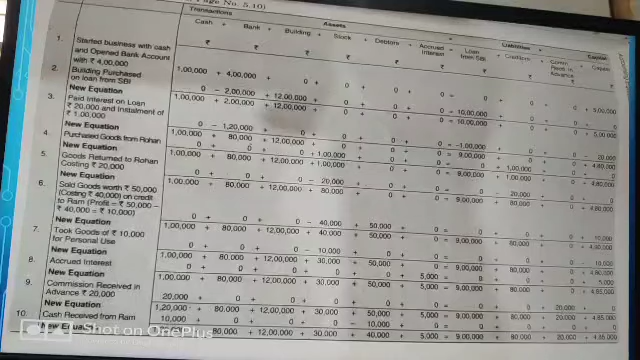 Page No. 5.10)
Transactions Assets = Liabilities + Capital
Cash + Bank + Building + Stock + Debtors + Accrued Interest = Loan from SBI + Creditors + Comm. Recd. in Advance + Capital
₹ ₹ ₹ ₹ ₹ ₹ ₹ ₹ ₹ ₹
1. Started business with cash
and Opened Bank Account
with ₹ 4,00,000 1,00,000 + 4,00,000 0 + 0 + 0 + 0 = 0 + 0 + 0 + 5,00,000
2. Building Purchased
on loan from SBI 0 - 2,00,000 + 12,00,000 + 0 + 0 + 0 = 10,00,000 + 0 + 0 + 0
New Equation 1,00,000 + 2,00,000 + 12,00,000 + 0 + 0 + 0 = 10,00,000 + 0 + 0 + 5,00,000
3. Paid Interest on Loan
₹ 20,000 and Instalment of
₹ 1,00,000 0 - 1,20,000 0 + 0 + 0 + 0 = -1,00,000 + 0 + 0 - 20,000
New Equation 1,00,000 + 80,000 + 12,00,000 + 0 + 0 + 0 = 9,00,000 + 0 + 0 + 4,80,000
4. Purchased Goods from Rohan 0 + 0 + 0 + 1,00,000 + 0 + 0 = 0 + 1,00,000 + 0 + 0
New Equation 1,00,000 + 80,000 + 12,00,000 + 1,00,000 + 0 + 0 = 9,00,000 + 1,00,000 + 0 + 4,80,000
5. Goods Returned to Rohan
Costing ₹ 20,000 0 + 0 + 0 - 20,000 + 0 + 0 = 0 - 20,000 + 0 + 0
New Equation 1,00,000 + 80,000 + 12,00,000 + 80,000 + 0 + 0 = 9,00,000 + 80,000 + 0 + 4,80,000
6. Sold Goods worth ₹ 50,000
(Costing ₹ 40,000) on credit
to Ram (Profit = ₹ 50,000 –
₹ 40,000 = ₹ 10,000) 0 + 0 + 0 - 40,000 + 50,000 + 0 = 0 + 0 + 0 + 10,000
New Equation 1,00,000 + 80,000 + 12,00,000 + 40,000 + 50,000 + 0 = 9,00,000 + 80,000 + 0 + 4,90,000
7. Took Goods of ₹ 10,000
for Personal Use 0 + 0 + 0 - 10,000 + 0 + 0 = 0 + 0 + 0 - 10,000
New Equation 1,00,000 + 80,000 + 12,00,000 + 30,000 + 50,000 + 0 = 9,00,000 + 80,000 + 0 + 4,80,000
8. Accrued Interest 0 + 0 + 0 + 0 + 0 + 5,000 = 0 + 0 + 0 + 5,000
New Equation 1,00,000 + 80,000 + 12,00,000 + 30,000 + 50,000 + 5,000 = 9,00,000 + 80,000 + 0 + 4,85,000
9. Commission Received in
Advance ₹ 20,000 20,000 + 0 + 0 + 0 + 0 + 0 = 0 + 0 + 20,000 + 0
New Equation 1,20,000 + 80,000 + 12,00,000 + 30,000 + 50,000 + 5,000 = 9,00,000 + 80,000 + 20,000 + 4,85,000
10. Cash Received from Ram 10,000 + 0 + 0 + 0 - 10,000 + 0 = 0 + 0 + 0 + 0
New Equation 80,000 + 12,00,000 + 30,000 + 40,000 + 5,000 = 9,00,000 + 80,000 + 20,000 + 4,85,000
Shot on OnePlus